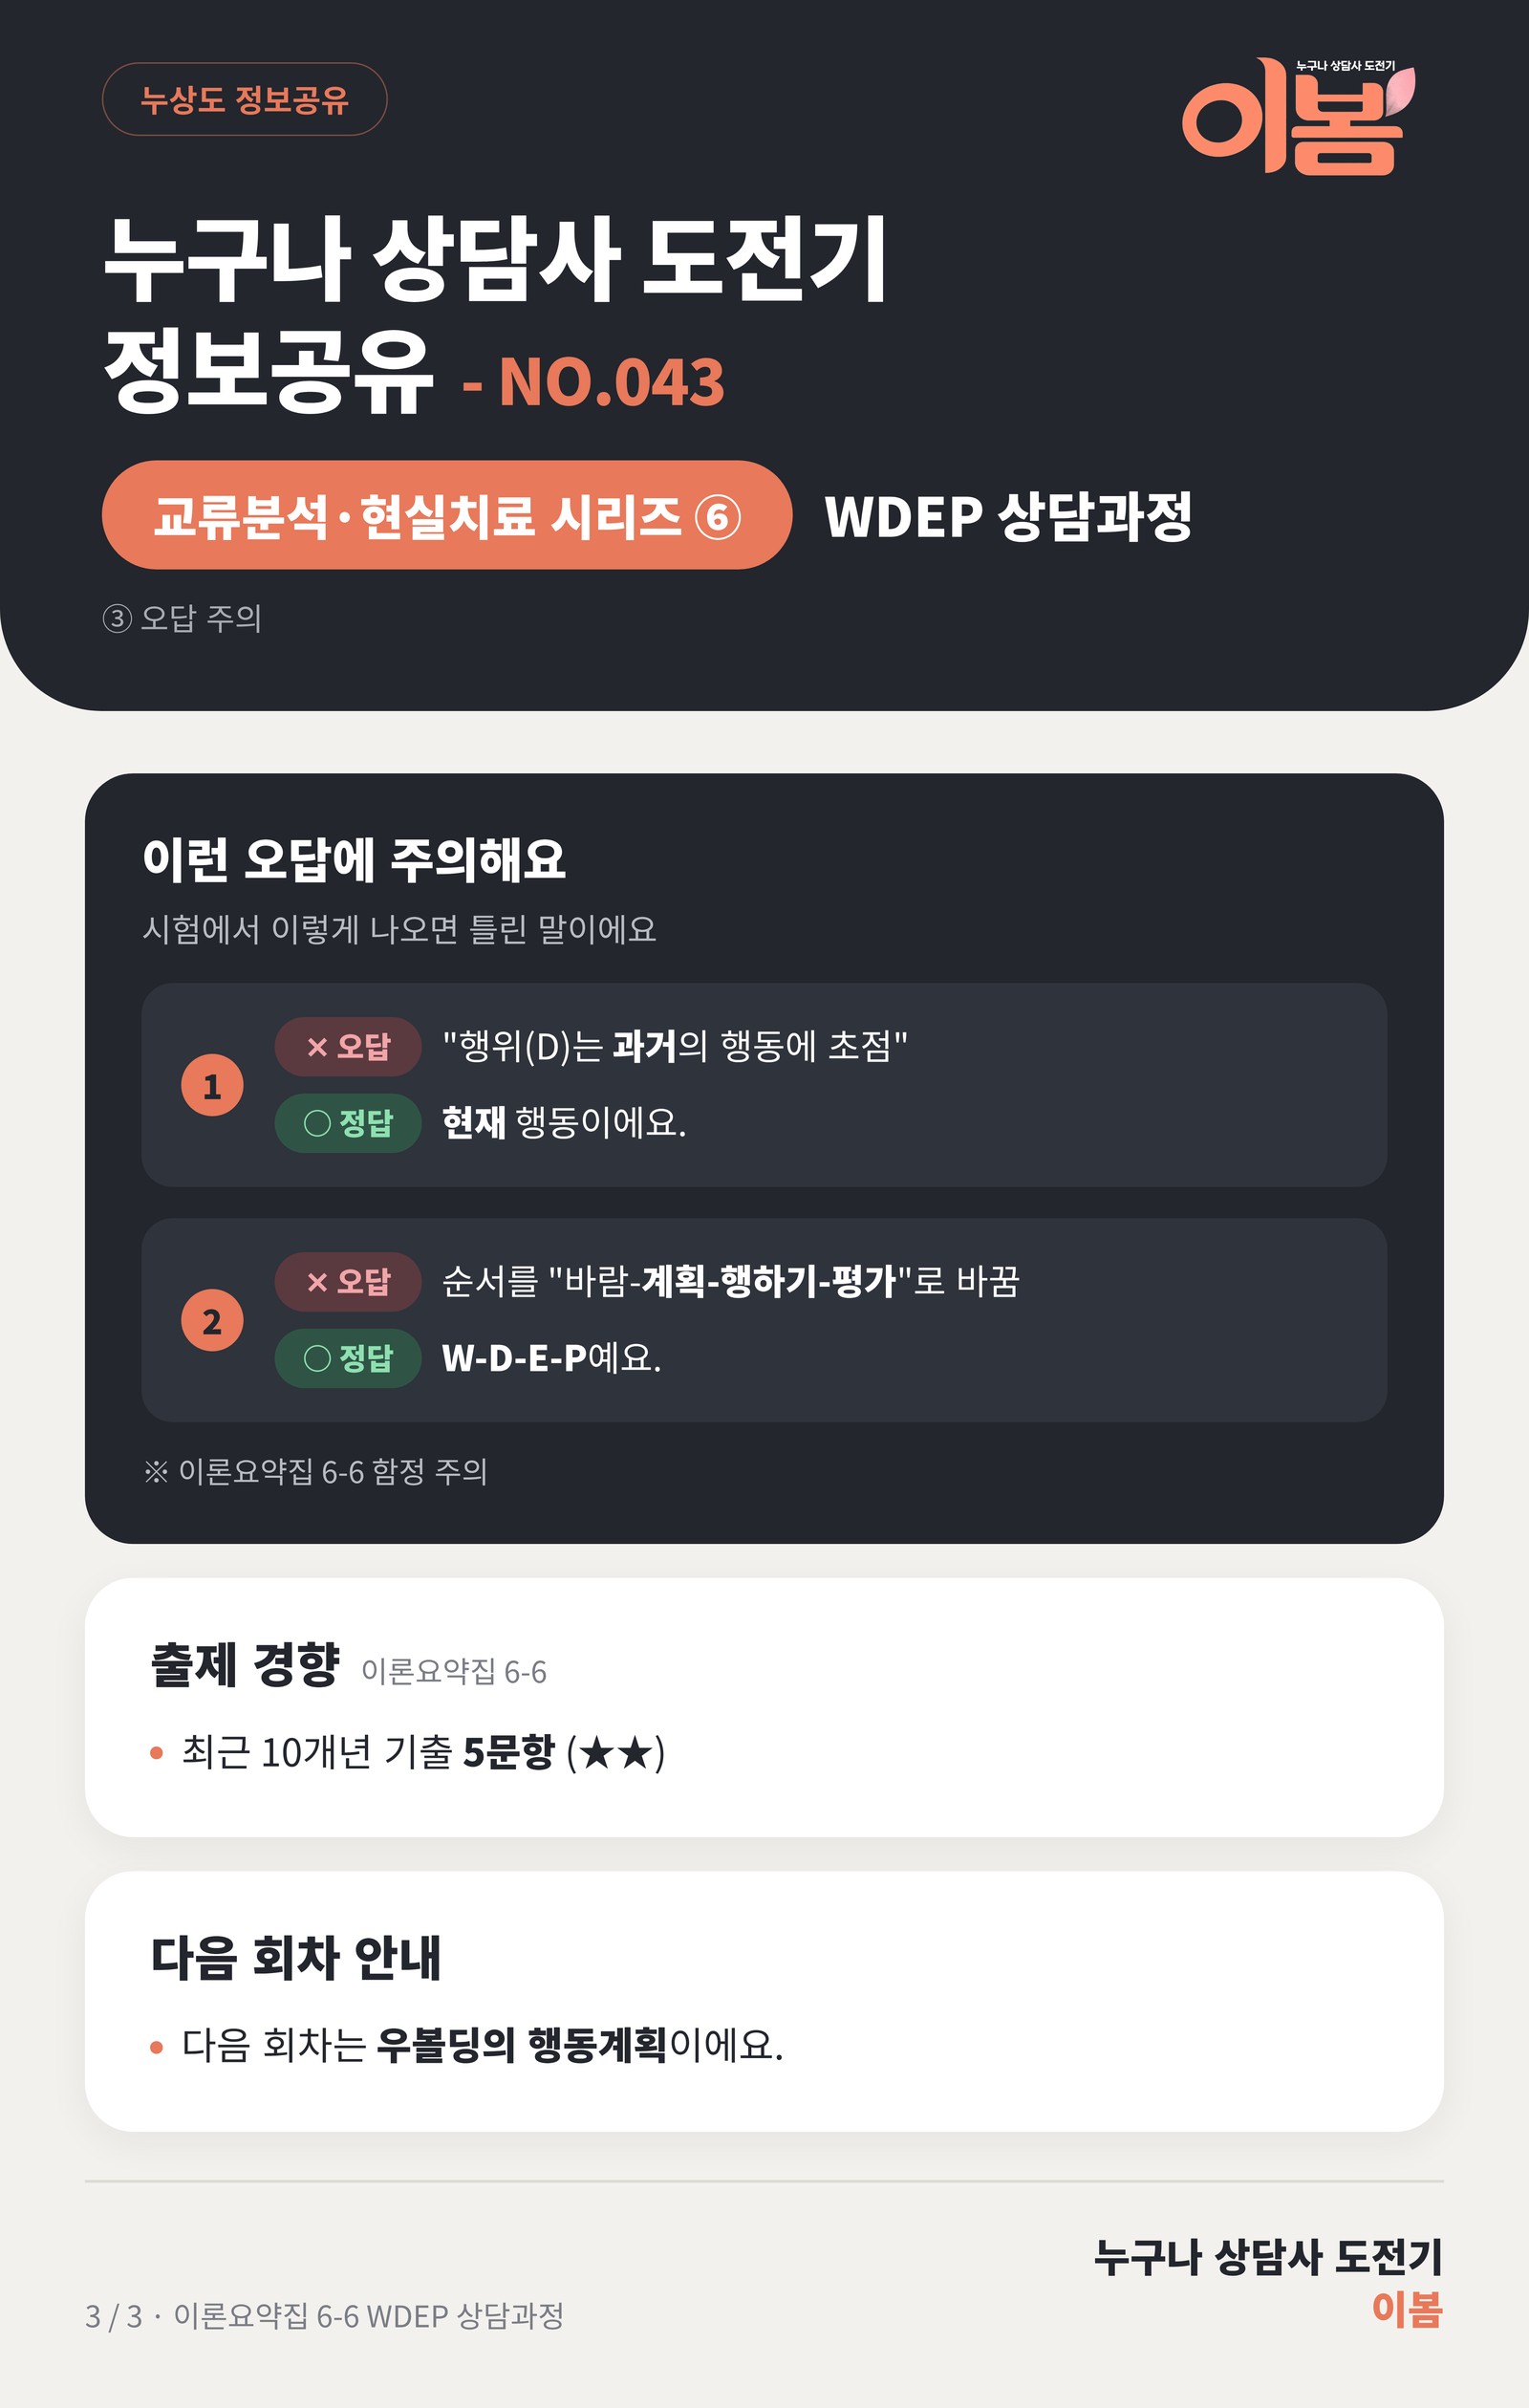 누상도 정보공유
누구나 상담사 도전기
이봄
누구나 상담사 도전기
정보공유 - NO.043
교류분석·현실치료 시리즈 ⑥ WDEP 상담과정
③ 오답 주의
이런 오답에 주의해요
시험에서 이렇게 나오면 틀린 말이에요
1
✕ 오답 "행위(D)는 과거의 행동에 초점"
○ 정답 현재 행동이에요.
2
✕ 오답 순서를 "바람-계획-행하기-평가"로 바꿈
○ 정답 W-D-E-P예요.
※ 이론요약집 6-6 함정 주의
출제 경향 이론요약집 6-6
• 최근 10개년 기출 5문항 (★★)
다음 회차 안내
• 다음 회차는 우볼딩의 행동계획이에요.
누구나 상담사 도전기
3 / 3 · 이론요약집 6-6 WDEP 상담과정
이봄